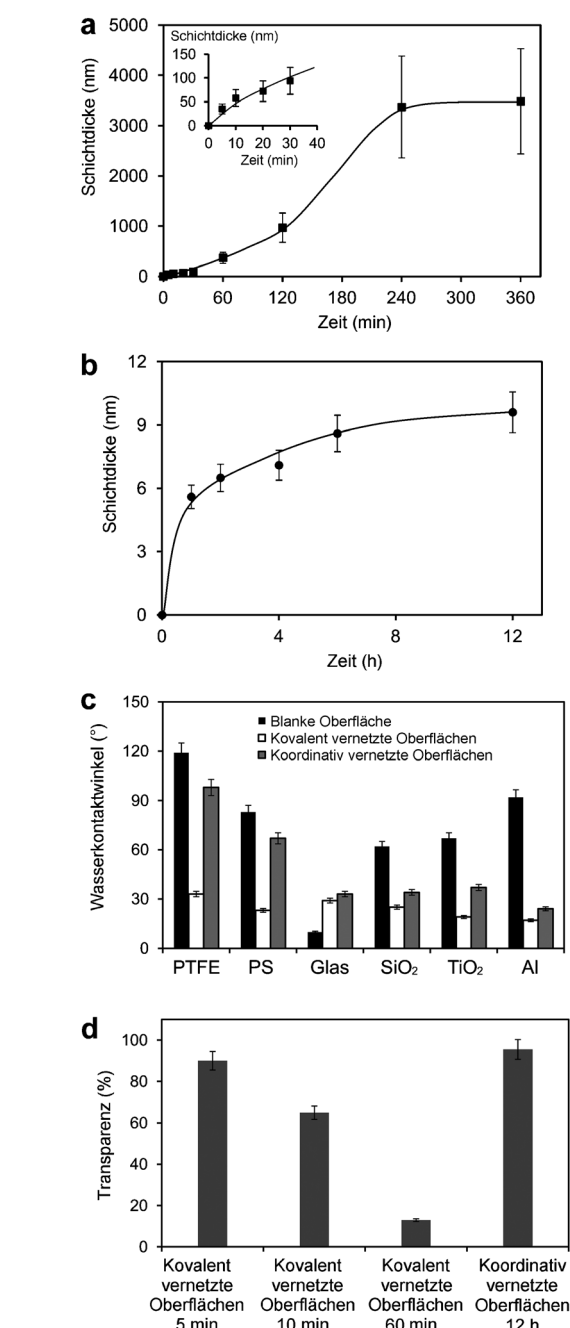 a
Schichtdicke (nm)
5000
4000
3000
2000
1000
0
0 60 120 180 240 300 360
Zeit (min)
Schichtdicke (nm)
150
100
50
0
0 10 20 30 40
Zeit (min)
b
Schichtdicke (nm)
12
9
6
3
0
0 4 8 12
Zeit (h)
c
Wasserkontaktwinkel (°)
150
120
90
60
30
0
Blanke Oberfläche
Kovalent vernetzte Oberflächen
Koordinativ vernetzte Oberflächen
PTFE PS Glas SiO₂ TiO₂ Al
d
Transparenz (%)
100
80
60
40
20
0
Kovalent Kovalent Kovalent Koordinativ
vernetzte vernetzte vernetzte vernetzte
Oberflächen Oberflächen Oberflächen Oberflächen
5 min 10 min 60 min 12 h